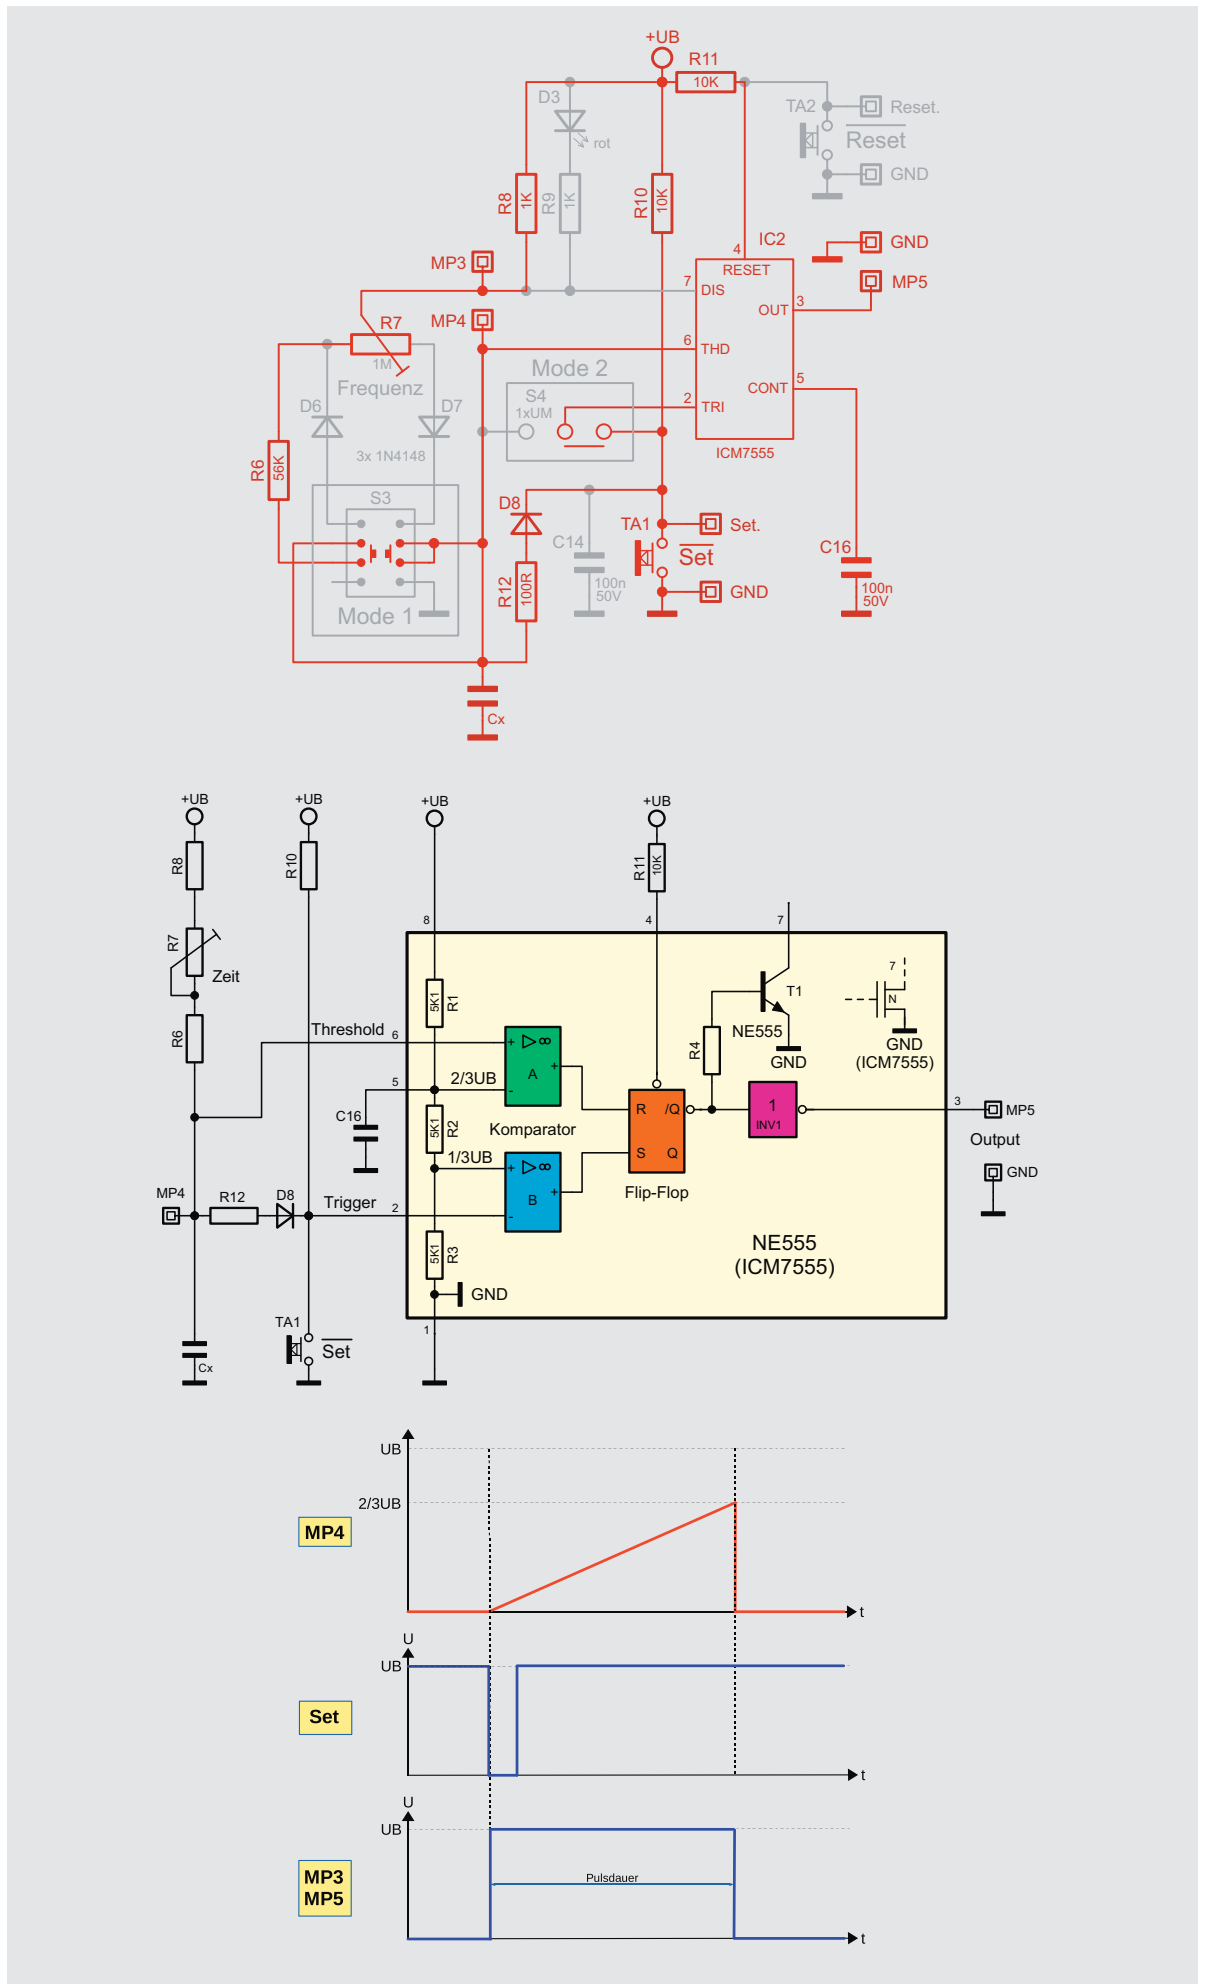 +UB
R11
10K
D3
rot
TA2
Reset.
Reset
GND
R8
1K
R9
1K
R10
10K
IC2
4
RESET
GND
MP3
MP5
7
DIS
3
OUT
MP4
R7
1M
Frequenz
6
THD
5
CONT
Mode 2
S4
1xUM
2
TRI
D6
D7
3x 1N4148
ICM7555
R6
56K
S3
D8
TA1
Set.
C14
Set
C16
100n
50V
100n
50V
R12
100R
GND
Mode 1
Cx
+UB
+UB
+UB
+UB
R8
R10
R11
10K
8
4
7
R7
Zeit
5K1
R1
T1
7
N
R6
Threshold
6
NE555
GND
(ICM7555)
R4
GND
A
+
∞
+
-
5
2/3UB
C16
5K1
R2
Komparator
R
/Q
S
Q
1
INV1
3
MP5
Output
1/3UB
+
∞
B
+
-
GND
MP4
R12
D8
Trigger
2
Flip-Flop
5K1
R3
NE555
(ICM7555)
GND
TA1
1
Set
Cx
UB
2/3UB
MP4
t
U
UB
Set
t
U
UB
MP3
MP5
Pulsdauer
t